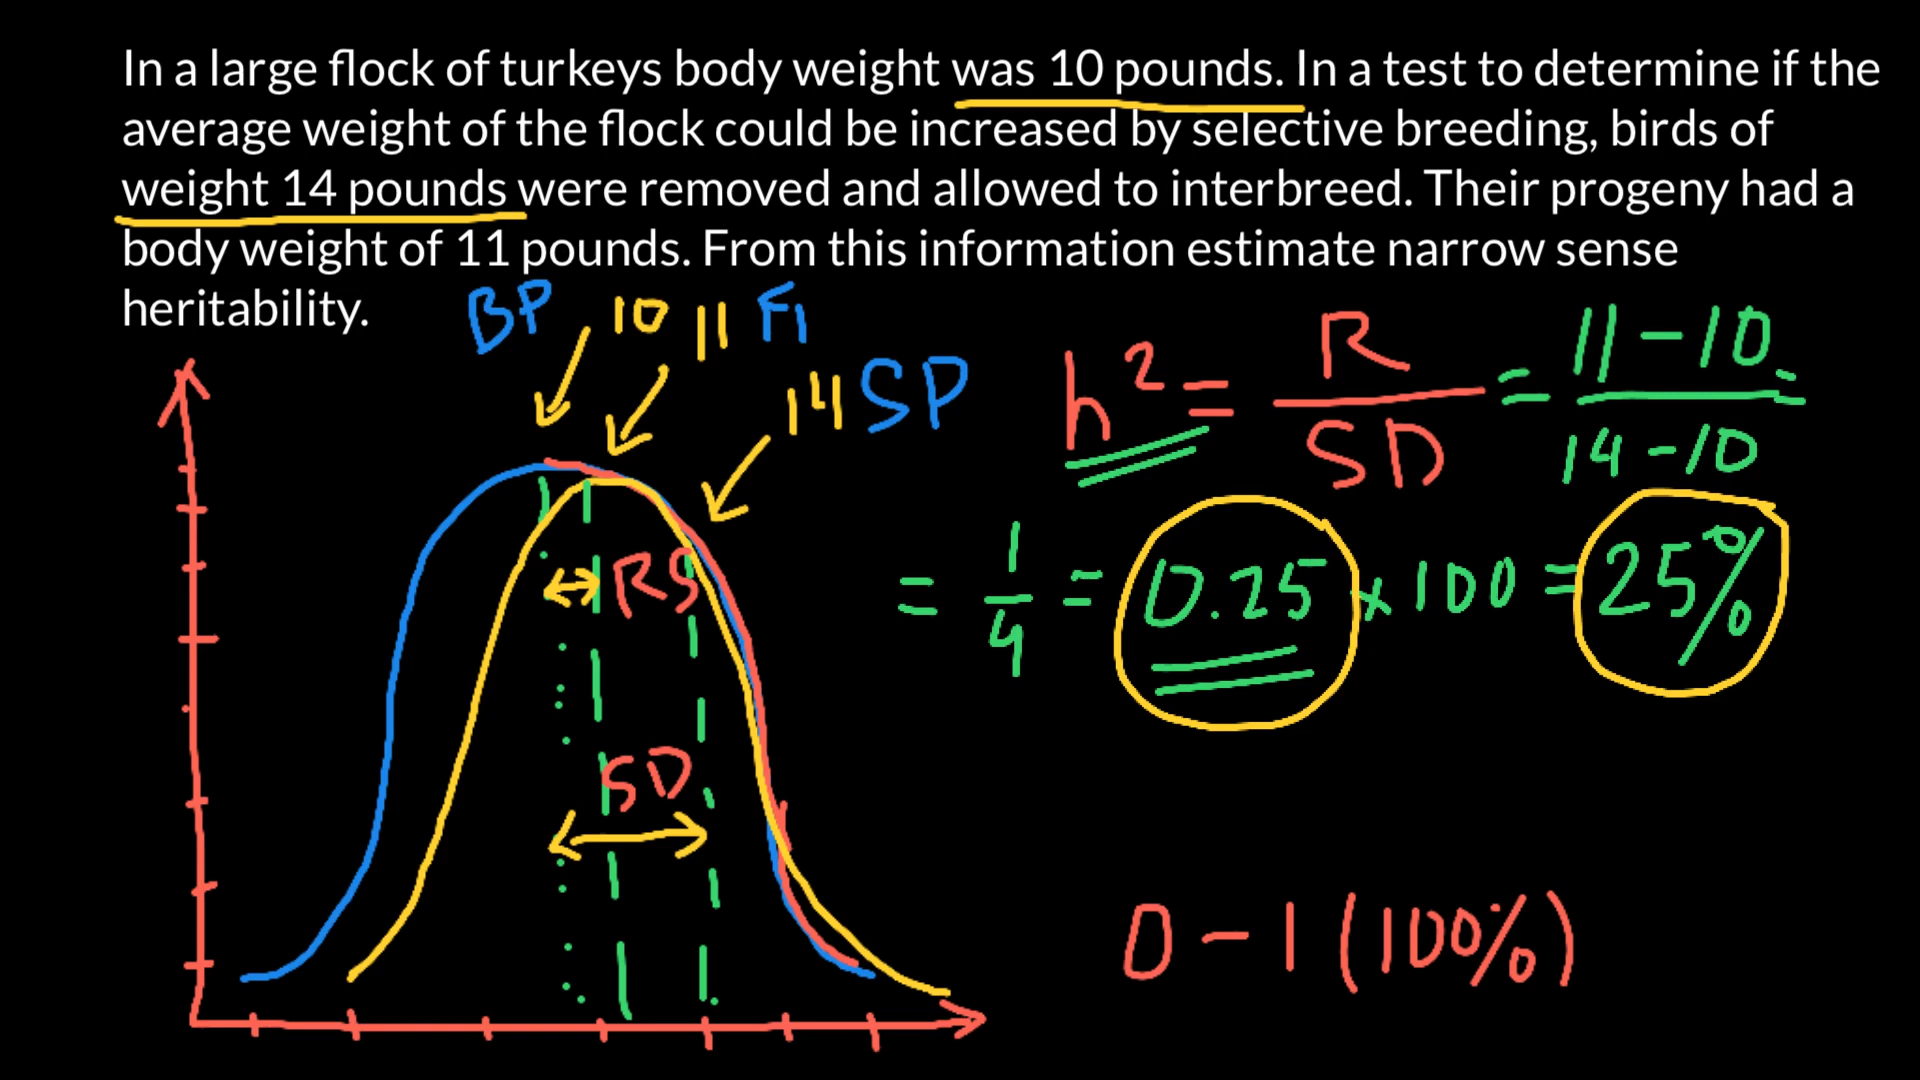 In a large flock of turkeys body weight was 10 pounds. In a test to determine if the
average weight of the flock could be increased by selective breeding, birds of
weight 14 pounds were removed and allowed to interbreed. Their progeny had a
body weight of 11 pounds. From this information estimate narrow sense
heritability.
BP 10 11 F1
14 SP
h² = R / SD = 11 - 10 / 14 - 10
RS
= 1/4 = 0.25 x 100 = 25%
SD
0 - 1 (100%)